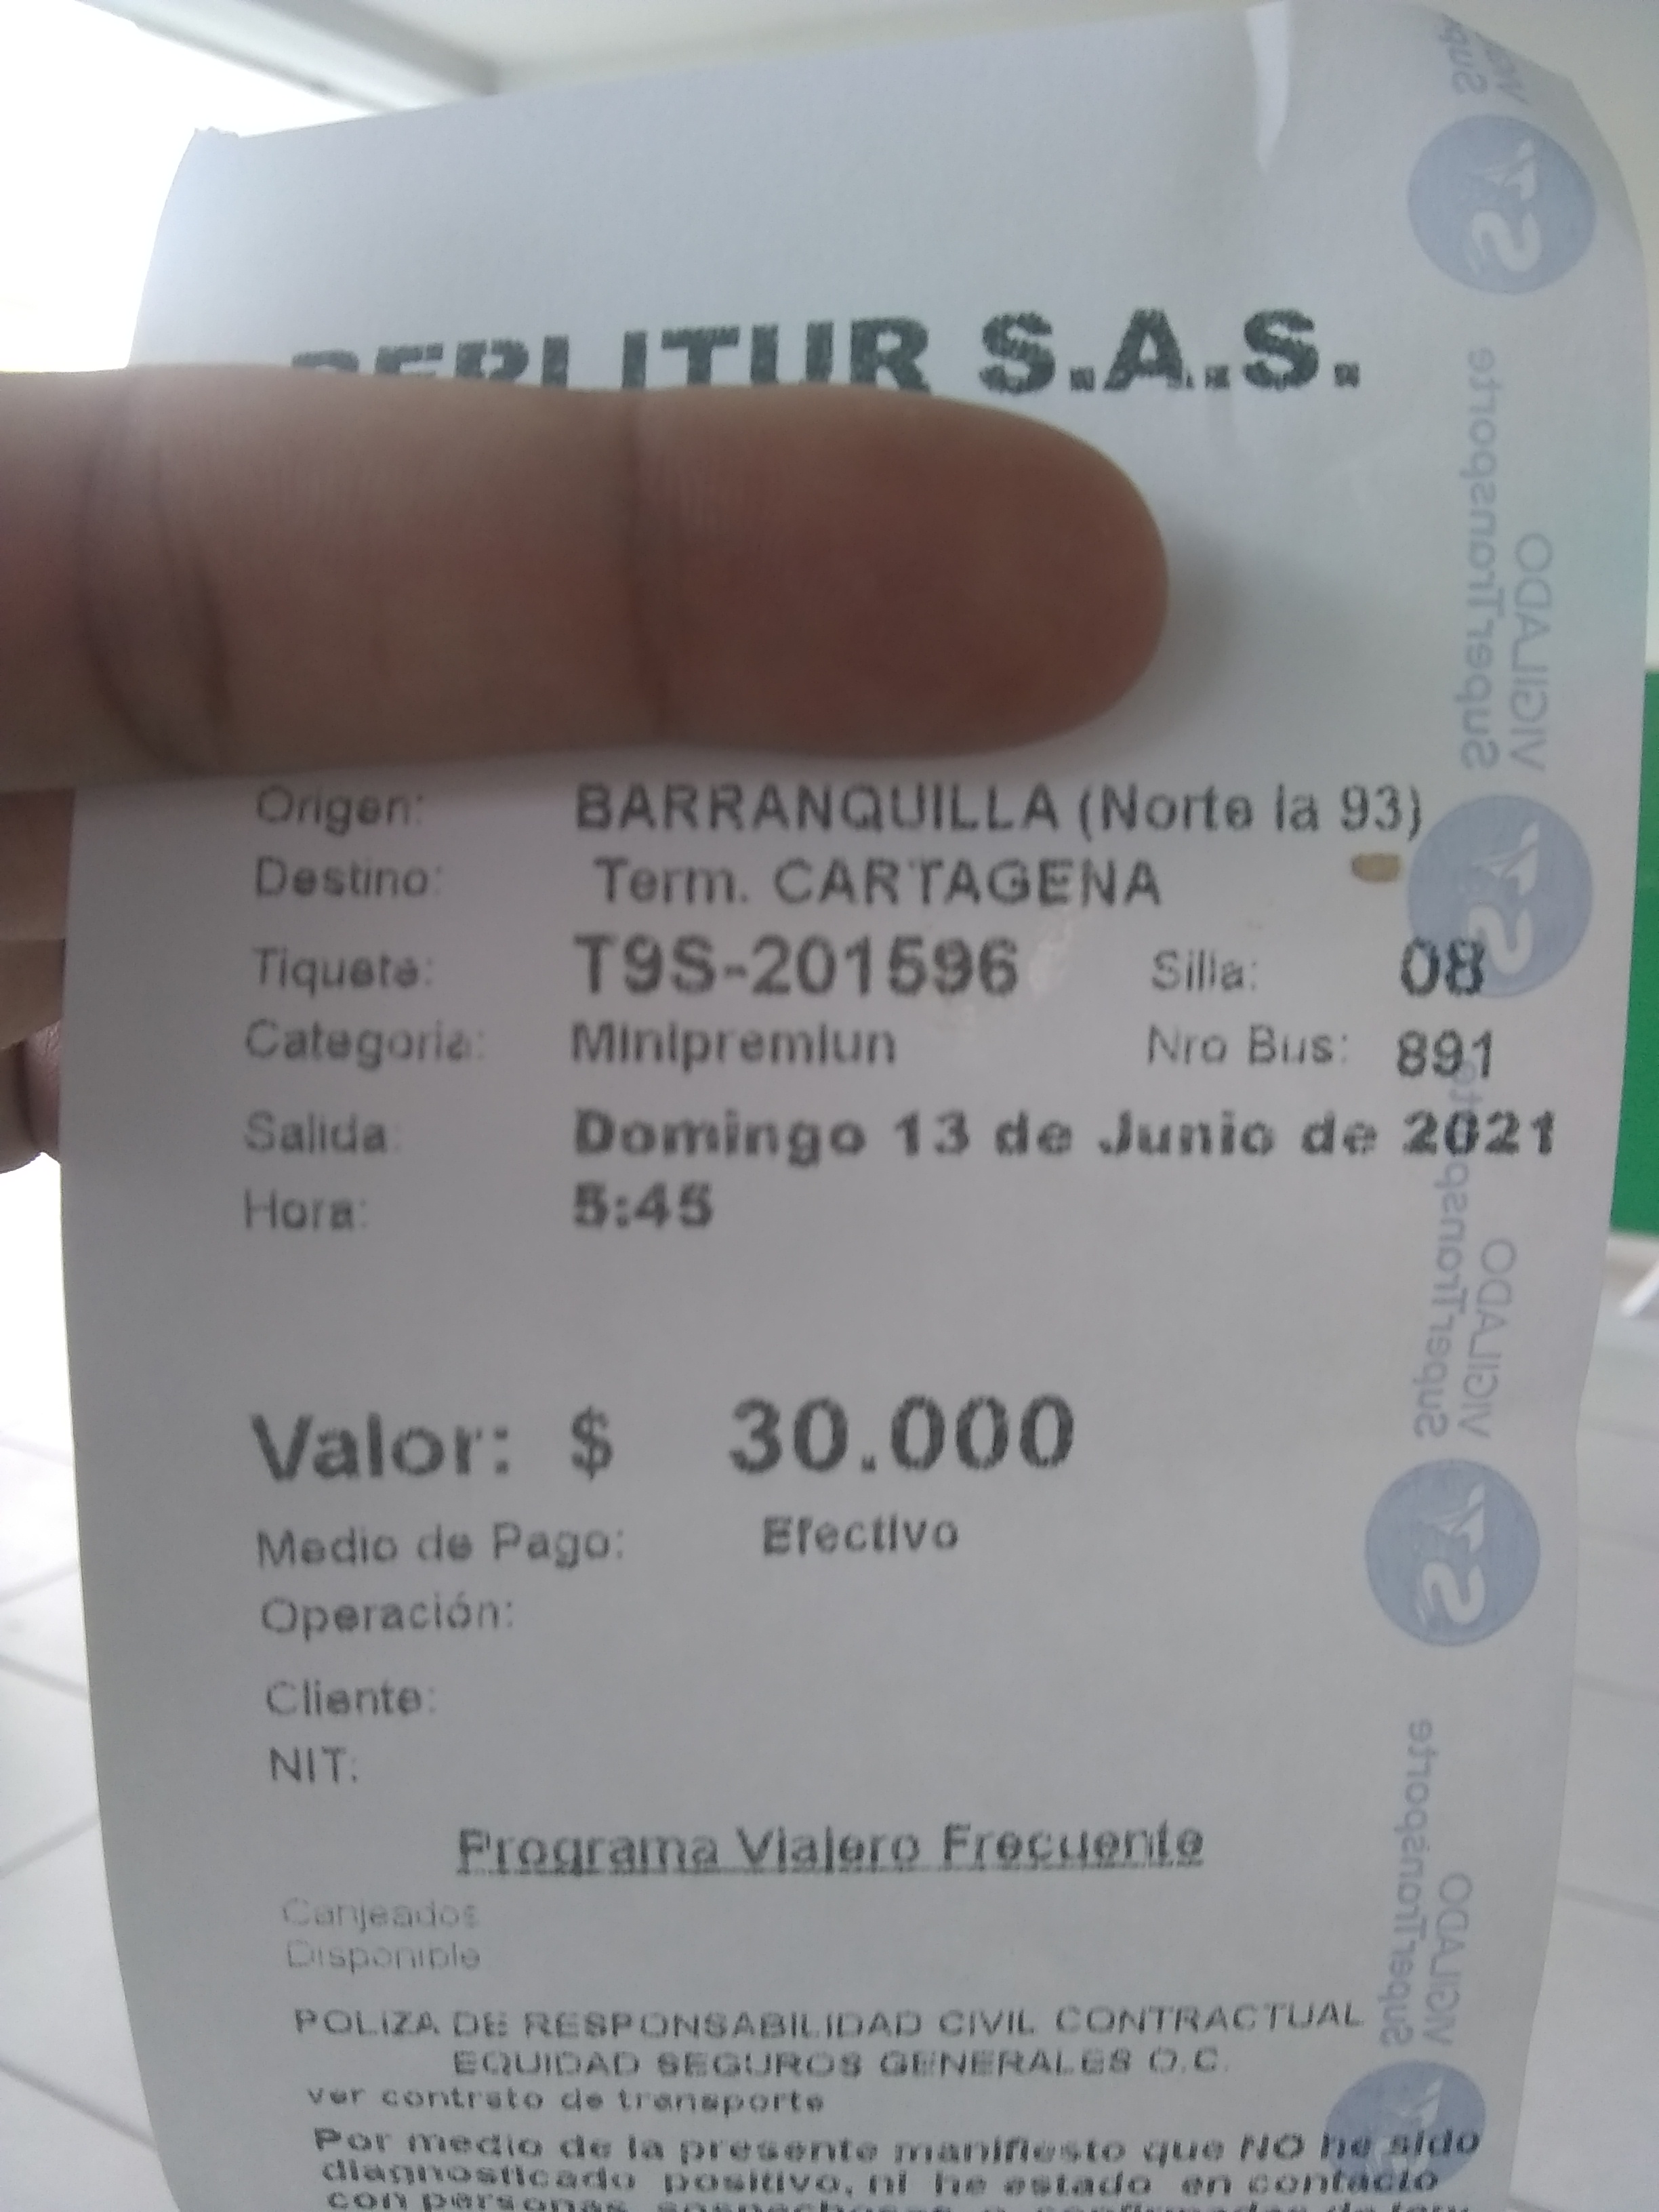 BERLITUR S.A.S.
Origen: BARRANQUILLA (Norte la 93)
Destino: Term. CARTAGENA
Tiquete: T9S-201596 Silla: 08
Categoria: Minipremiun Nro Bus: 891
Salida: Domingo 13 de Junio de 2021
Hora: 5:45
Valor: $ 30.000
Medio de Pago: Efectivo
Operación:
Cliente:
NIT:
Programa Viajero Frecuente
Canjeados
Disponible
POLIZA DE RESPONSABILIDAD CIVIL CONTRACTUAL
EQUIDAD SEGUROS GENERALES O.C.
ver contrato de transporte
Por medio de la presente manifiesto que NO he sido
diagnosticado positivo, ni he estado en contacto
con personas
SuperTransporte
VIGILADO
SuperTransporte
VIGILADO
SuperTransporte
VIGILADO